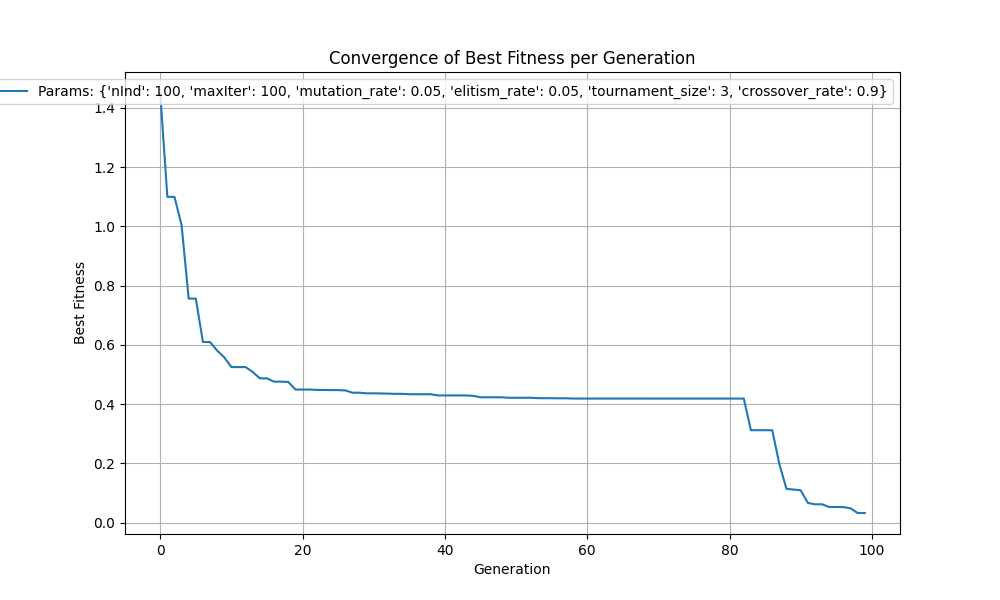 Convergence of Best Fitness per Generation
Params: {'nInd': 100, 'maxIter': 100, 'mutation_rate': 0.05, 'elitism_rate': 0.05, 'tournament_size': 3, 'crossover_rate': 0.9}
1.4
1.2
1.0
0.8
0.6
0.4
0.2
0.0
Best Fitness
0 20 40 60 80 100
Generation